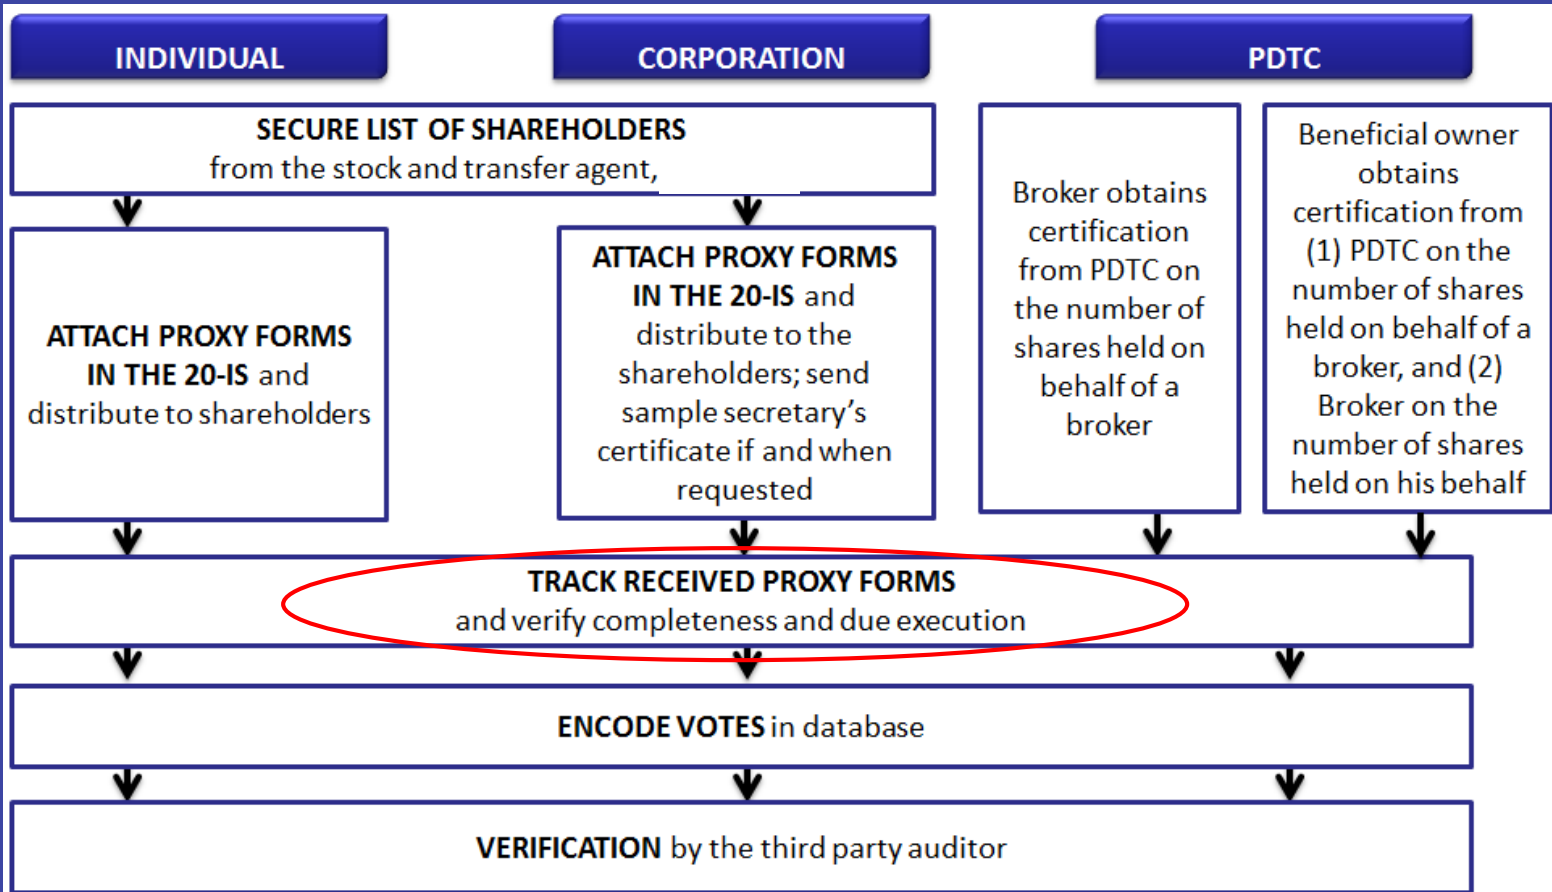 INDIVIDUAL
CORPORATION
PDTC
SECURE LIST OF SHAREHOLDERS
from the stock and transfer agent,
ATTACH PROXY FORMS
IN THE 20-IS and
distribute to shareholders
ATTACH PROXY FORMS
IN THE 20-IS and
distribute to the
shareholders; send
sample secretary’s
certificate if and when
requested
Broker obtains
certification
from PDTC on
the number of
shares held on
behalf of a
broker
Beneficial owner
obtains
certification from
(1) PDTC on the
number of shares
held on behalf of a
broker, and (2)
Broker on the
number of shares
held on his behalf
TRACK RECEIVED PROXY FORMS
and verify completeness and due execution
ENCODE VOTES in database
VERIFICATION by the third party auditor